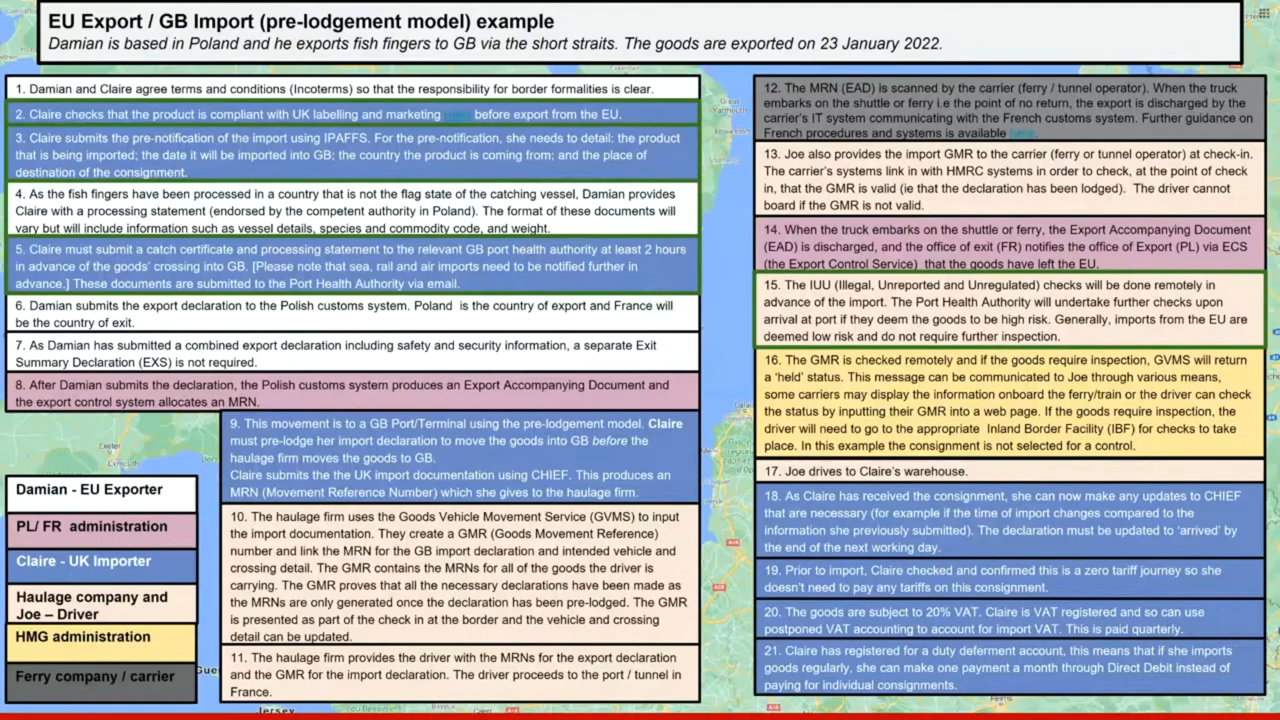 EU Export / GB Import (pre-lodgement model) example
Damian is based in Poland and he exports fish fingers to GB via the short straits. The goods are exported on 23 January 2022.
1. Damian and Claire agree terms and conditions (Incoterms) so that the responsibility for border formalities is clear.
2. Claire checks that the product is compliant with UK labelling and marketing before export from the EU.
3. Claire submits the pre-notification of the import using IPAFFS. For the pre-notification, she needs to detail: the product
that is being imported; the date it will be imported into GB; the country the product is coming from; and the place of
destination of the consignment.
4. As the fish fingers have been processed in a country that is not the flag state of the catching vessel, Damian provides
Claire with a processing statement (endorsed by the competent authority in Poland). The format of these documents will
vary but will include information such as vessel details, species and commodity code, and weight.
5. Claire must submit a catch certificate and processing statement to the relevant GB port health authority at least 2 hours
in advance of the goods' crossing into GB. [Please note that sea, rail and air imports need to be notified further in
advance.] These documents are submitted to the Port Health Authority via email.
6. Damian submits the export declaration to the Polish customs system. Poland is the country of export and France will
be the country of exit.
7. As Damian has submitted a combined export declaration including safety and security information, a separate Exit
Summary Declaration (EXS) is not required.
8. After Damian submits the declaration, the Polish customs system produces an Export Accompanying Document and
the export control system allocates an MRN.
9. This movement is to a GB Port/Terminal using the pre-lodgement model. Claire
must pre-lodge her import declaration to move the goods into GB before the
haulage firm moves the goods to GB.
Claire submits the the UK import documentation using CHIEF. This produces an
MRN (Movement Reference Number) which she gives to the haulage firm.
10. The haulage firm uses the Goods Vehicle Movement Service (GVMS) to input
the import documentation. They create a GMR (Goods Movement Reference)
number and link the MRN for the GB import declaration and intended vehicle and
crossing detail. The GMR contains the MRNs for all of the goods the driver is
carrying. The GMR proves that all the necessary declarations have been made as
the MRNs are only generated once the declaration has been pre-lodged. The GMR
is presented as part of the check in at the border and the vehicle and crossing
detail can be updated.
11. The haulage firm provides the driver with the MRNs for the export declaration
and the GMR for the import declaration. The driver proceeds to the port / tunnel in
France.
Damian - EU Exporter
PL/ FR administration
Claire - UK Importer
Haulage company and
Joe – Driver
HMG administration
Ferry company / carrier
12. The MRN (EAD) is scanned by the carrier (ferry / tunnel operator). When the truck
embarks on the shuttle or ferry i.e the point of no return, the export is discharged by the
carrier's IT system communicating with the French customs system. Further guidance on
French procedures and systems is available here.
13. Joe also provides the import GMR to the carrier (ferry or tunnel operator) at check-in.
The carrier's systems link in with HMRC systems in order to check, at the point of check
in, that the GMR is valid (ie that the declaration has been lodged). The driver cannot
board if the GMR is not valid.
14. When the truck embarks on the shuttle or ferry, the Export Accompanying Document
(EAD) is discharged, and the office of exit (FR) notifies the office of Export (PL) via ECS
(the Export Control Service) that the goods have left the EU.
15. The IUU (Illegal, Unreported and Unregulated) checks will be done remotely in
advance of the import. The Port Health Authority will undertake further checks upon
arrival at port if they deem the goods to be high risk. Generally, imports from the EU are
deemed low risk and do not require further inspection.
16. The GMR is checked remotely and if the goods require inspection, GVMS will return
a 'held' status. This message can be communicated to Joe through various means,
some carriers may display the information onboard the ferry/train or the driver can check
the status by inputting their GMR into a web page. If the goods require inspection, the
driver will need to go to the appropriate Inland Border Facility (IBF) for checks to take
place. In this example the consignment is not selected for a control.
17. Joe drives to Claire's warehouse.
18. As Claire has received the consignment, she can now make any updates to CHIEF
that are necessary (for example if the time of import changes compared to the
information she previously submitted). The declaration must be updated to 'arrived' by
the end of the next working day.
19. Prior to import, Claire checked and confirmed this is a zero tariff journey so she
doesn't need to pay any tariffs on this consignment.
20. The goods are subject to 20% VAT. Claire is VAT registered and so can use
postponed VAT accounting to account for import VAT. This is paid quarterly.
21. Claire has registered for a duty deferment account, this means that if she imports
goods regularly, she can make one payment a month through Direct Debit instead of
paying for individual consignments.
Great
Yarmouth
Exeter
Exmouth
Jersey